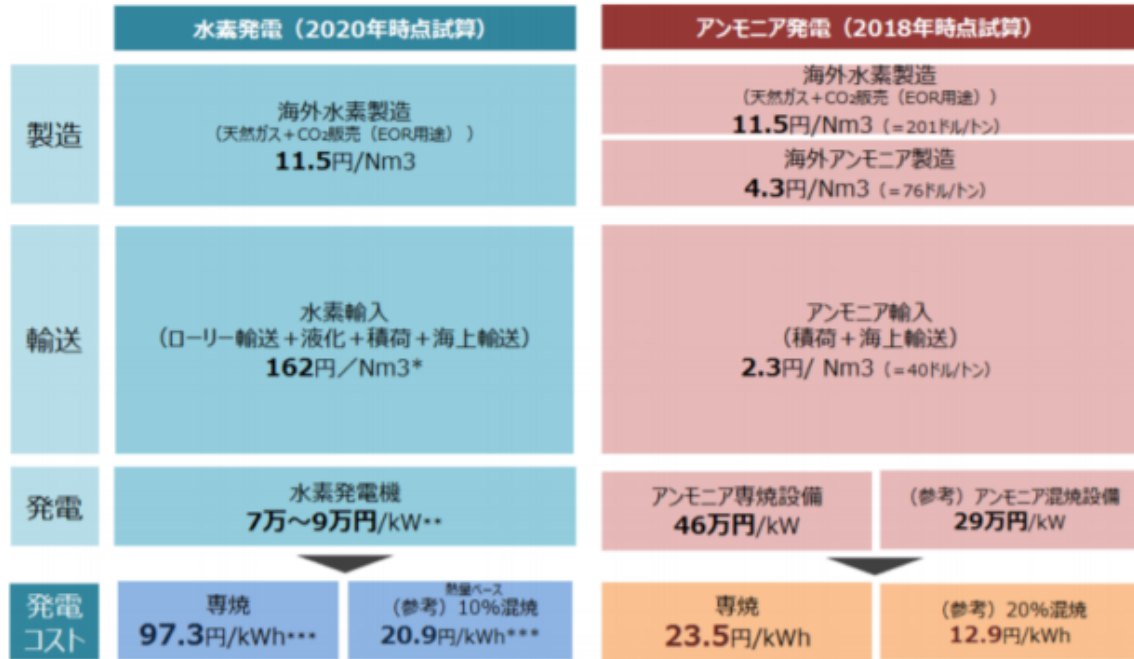 水素発電（2020年時点試算）
アンモニア発電（2018年時点試算）
製造
海外水素製造
（天然ガス＋CO₂販売（EOR用途））
11.5円/Nm3
海外水素製造
（天然ガス＋CO₂販売（EOR用途））
11.5円/Nm3（=201ドル/トン）
海外アンモニア製造
4.3円/Nm3（=76ドル/トン）
輸送
水素輸入
（ローリー輸送＋液化＋積荷＋海上輸送）
162円／Nm3*
アンモニア輸入
（積荷＋海上輸送）
2.3円/ Nm3（=40ドル/トン）
発電
水素発電機
7万～9万円/kW**
アンモニア専焼設備
46万円/kW
（参考）アンモニア混焼設備
29万円/kW
発電
コスト
専焼
97.3円/kWh***
熱量ベース
（参考）10%混焼
20.9円/kWh***
専焼
23.5円/kWh
（参考）20%混焼
12.9円/kWh